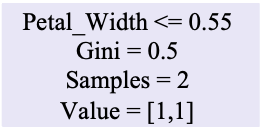 Petal_Width <= 0.55
Gini = 0.5
Samples = 2
Value = [1,1]